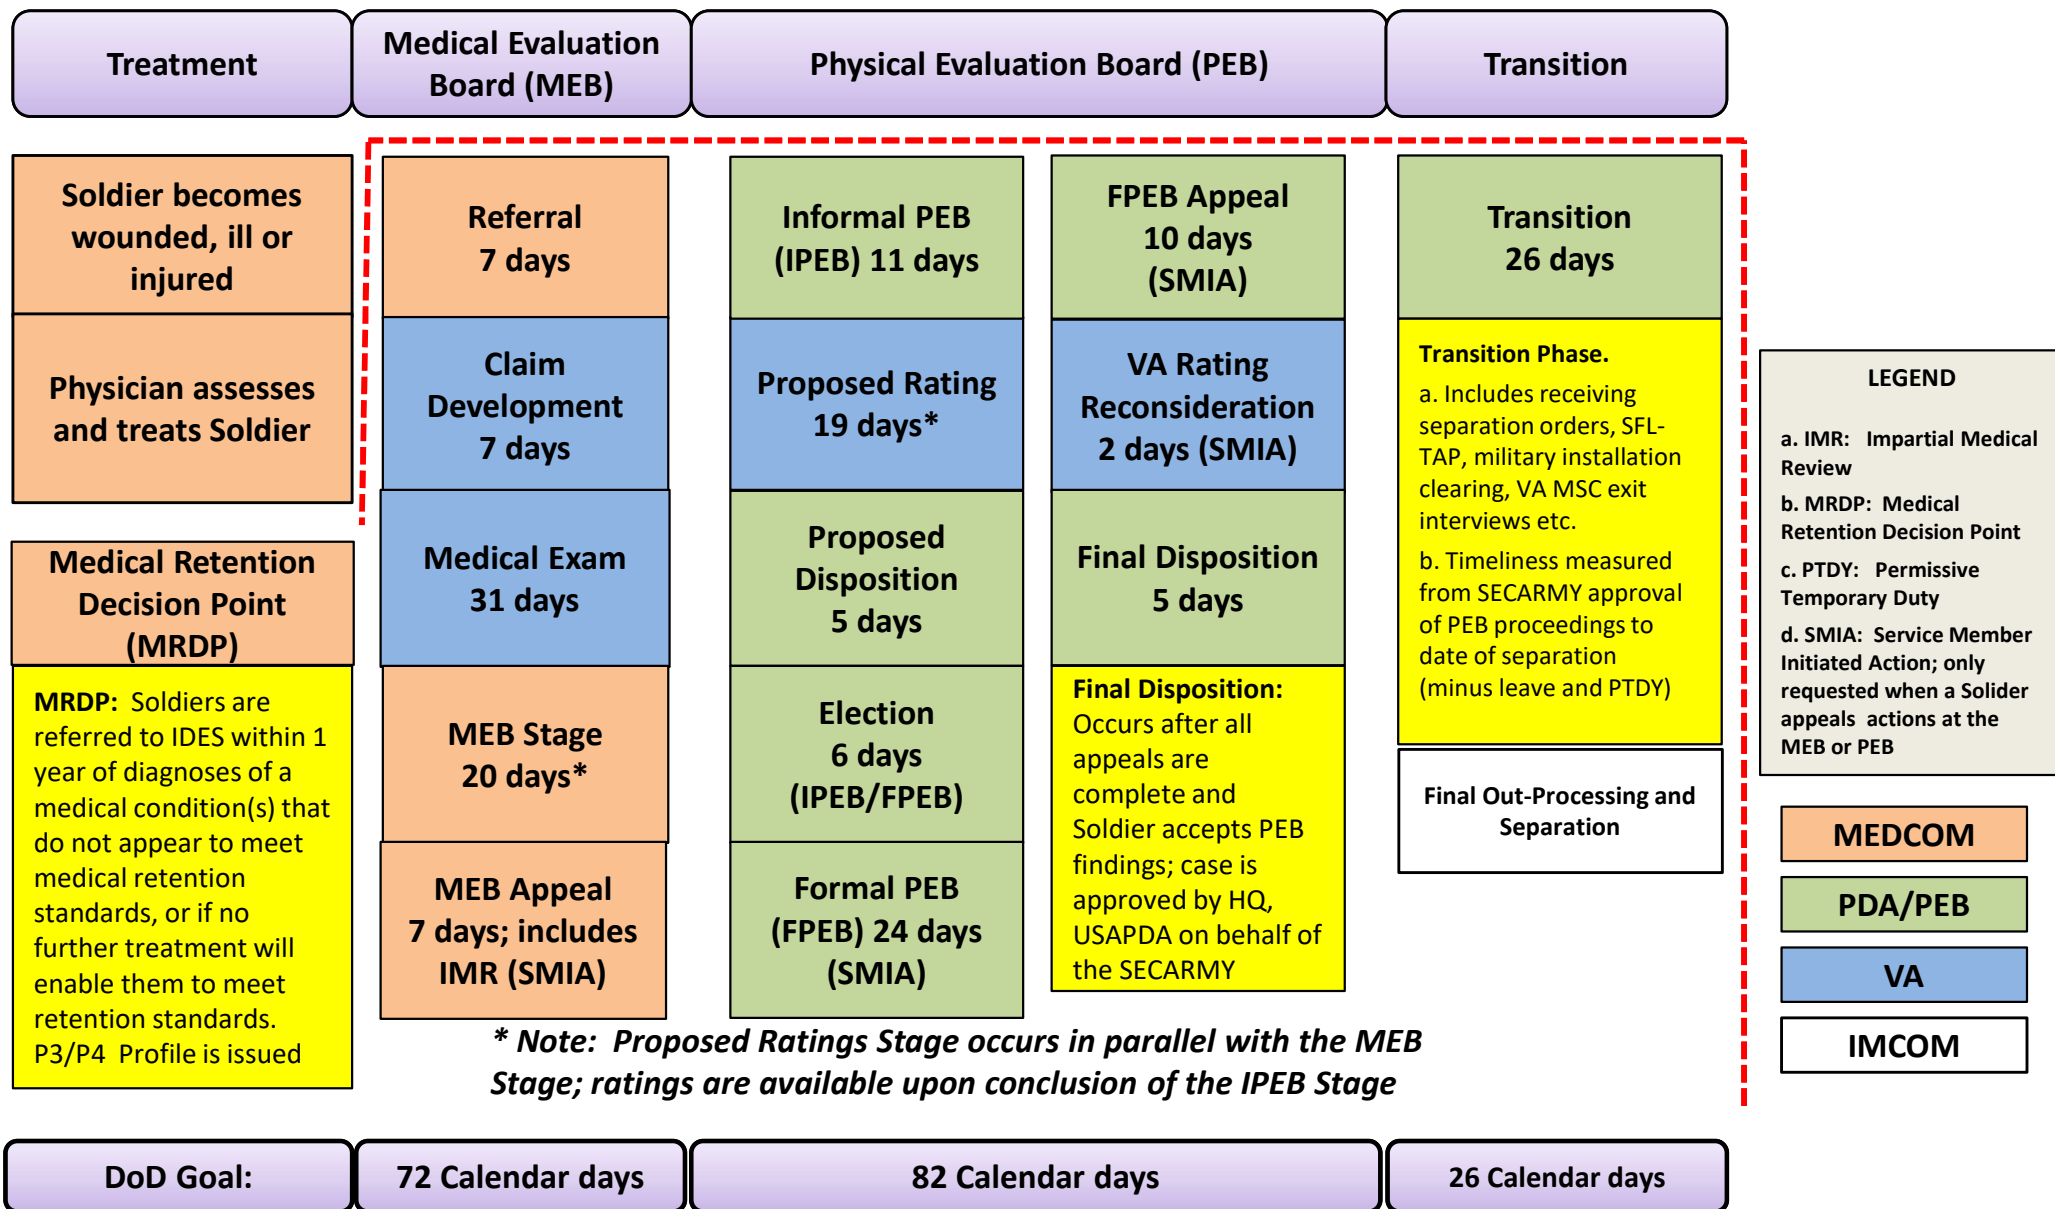 Treatment
Medical Evaluation
Board (MEB)
Physical Evaluation Board (PEB)
Transition
Soldier becomes
wounded, ill or
injured
Physician assesses
and treats Soldier
Medical Retention
Decision Point
(MRDP)
MRDP:  Soldiers are
referred to IDES within 1
year of diagnoses of a
medical condition(s) that
do not appear to meet
medical retention
standards, or if no
further treatment will
enable them to meet
retention standards.
P3/P4  Profile is issued
Referral
7 days
Claim
Development
7 days
Medical Exam
31 days
MEB Stage
20 days*
MEB Appeal
7 days; includes
IMR (SMIA)
Informal PEB
(IPEB) 11 days
Proposed Rating
19 days*
Proposed
Disposition
5 days
Election
6 days
(IPEB/FPEB)
Formal PEB
(FPEB) 24 days
(SMIA)
FPEB Appeal
10 days
(SMIA)
VA Rating
Reconsideration
2 days (SMIA)
Final Disposition
5 days
Final Disposition:
Occurs after all
appeals are
complete and
Soldier accepts PEB
findings; case is
approved by HQ,
USAPDA on behalf of
the SECARMY
Transition
26 days
Transition Phase.
a. Includes receiving
separation orders, SFL-
TAP, military installation
clearing, VA MSC exit
interviews etc.
b. Timeliness measured
from SECARMY approval
of PEB proceedings to
date of separation
(minus leave and PTDY)
Final Out-Processing and
Separation
* Note:  Proposed Ratings Stage occurs in parallel with the MEB
Stage; ratings are available upon conclusion of the IPEB Stage
LEGEND
a. IMR:   Impartial Medical
Review
b. MRDP:  Medical
Retention Decision Point
c. PTDY:  Permissive
Temporary Duty
d. SMIA:  Service Member
Initiated Action; only
requested when a Solider
appeals  actions at the
MEB or PEB
MEDCOM
PDA/PEB
VA
IMCOM
DoD Goal:
72 Calendar days
82 Calendar days
26 Calendar days